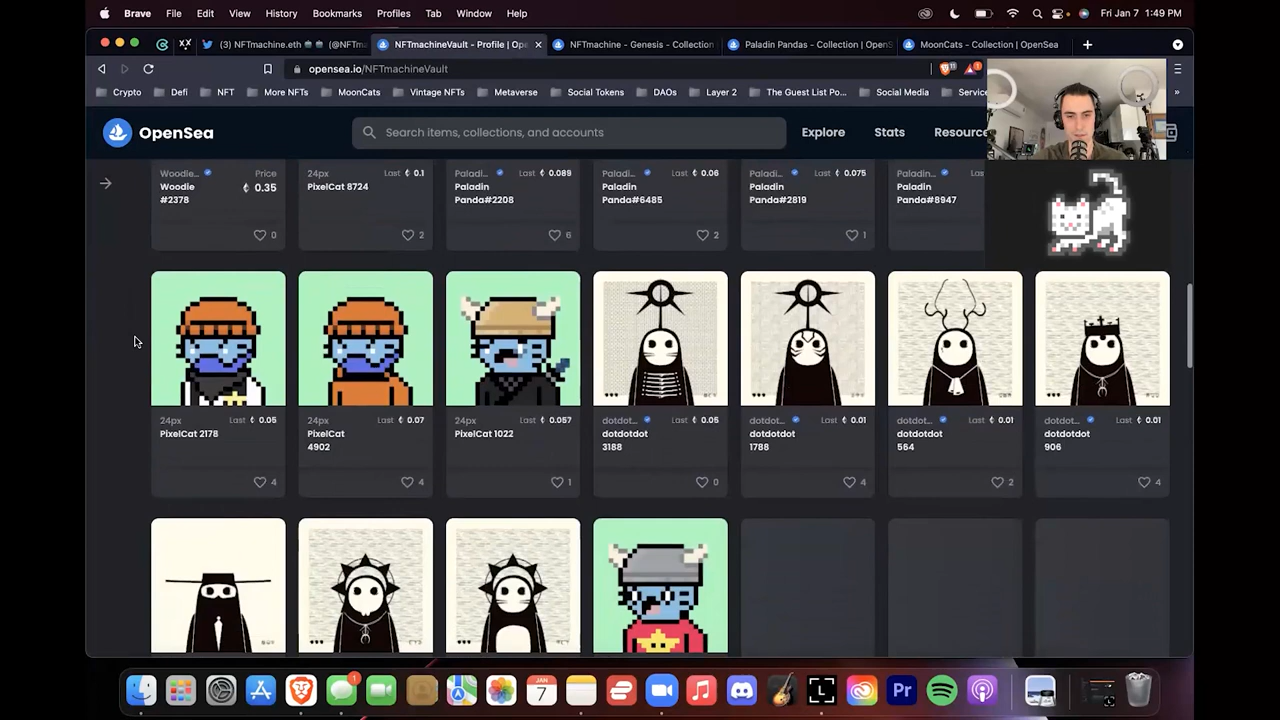 Brave File Edit View History Bookmarks Profiles Tab Window Help Fri Jan 7 1:49 PM
(3) NFTmachine.eth (@NFTm NFTmachineVault - Profile | Ope NFTmachine - Genesis - Collection Paladin Pandas - Collection | OpenS MoonCats - Collection | OpenSea
opensea.io/NFTmachineVault
Crypto Defi NFT More NFTs MoonCats Vintage NFTs Metaverse Social Tokens DAOs Layer 2 The Guest List Po... Social Media Servic
OpenSea Search items, collections, and accounts Explore Stats Resource
Woodie... Price 24px Last 0.1 Paladi... Last 0.089 Paladi... Last 0.06 Paladi... Last 0.075 Paladi... Last
Woodie 0.35 PixelCat 8724 Paladin Paladin Paladin Paladin
#2378 Panda#2208 Panda#6485 Panda#2819 Panda#8947
0 2 6 2 1
24px Last 0.05 24px Last 0.07 24px Last 0.057 dotdot... Last 0.05 dotdot... Last 0.01 dotdot... Last 0.01 dotdot... Last 0.01
PixelCat 2178 PixelCat PixelCat 1022 dotdotdot dotdotdot dotdotdot dotdotdot
4902 3188 1788 564 906
4 4 1 0 4 2 4
JAN
7